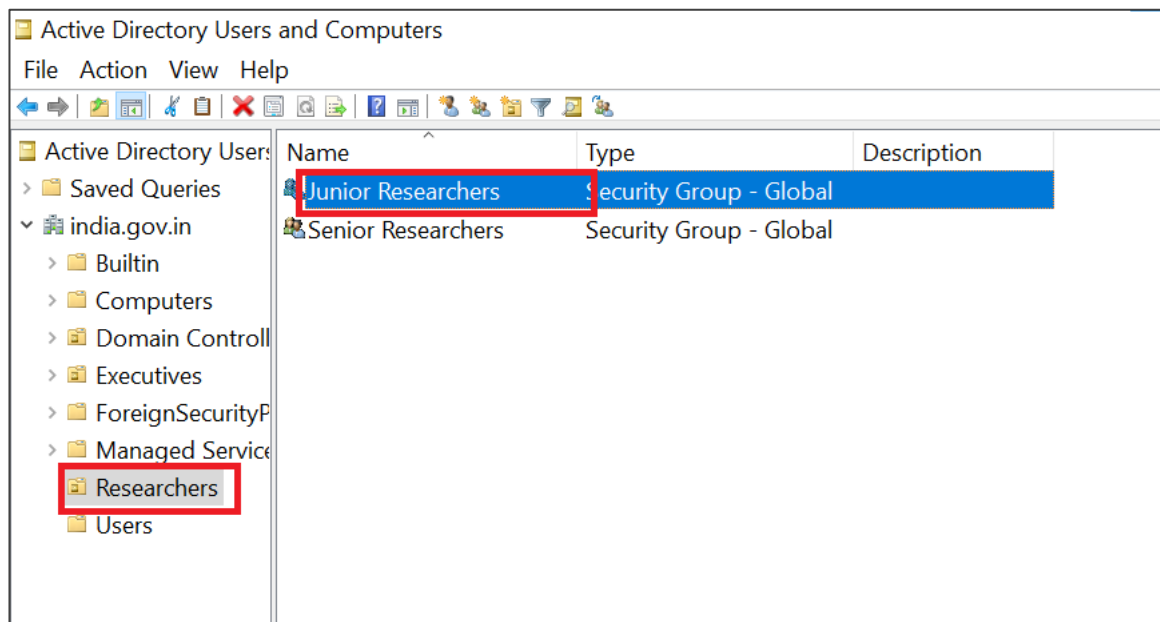 Active Directory Users and Computers
File Action View Help
Active Directory User
Name Type Description
Saved Queries
Junior Researchers Security Group - Global
india.gov.in
Senior Researchers Security Group - Global
Builtin
Computers
Domain Controll
Executives
ForeignSecurityP
Managed Service
Researchers
Users